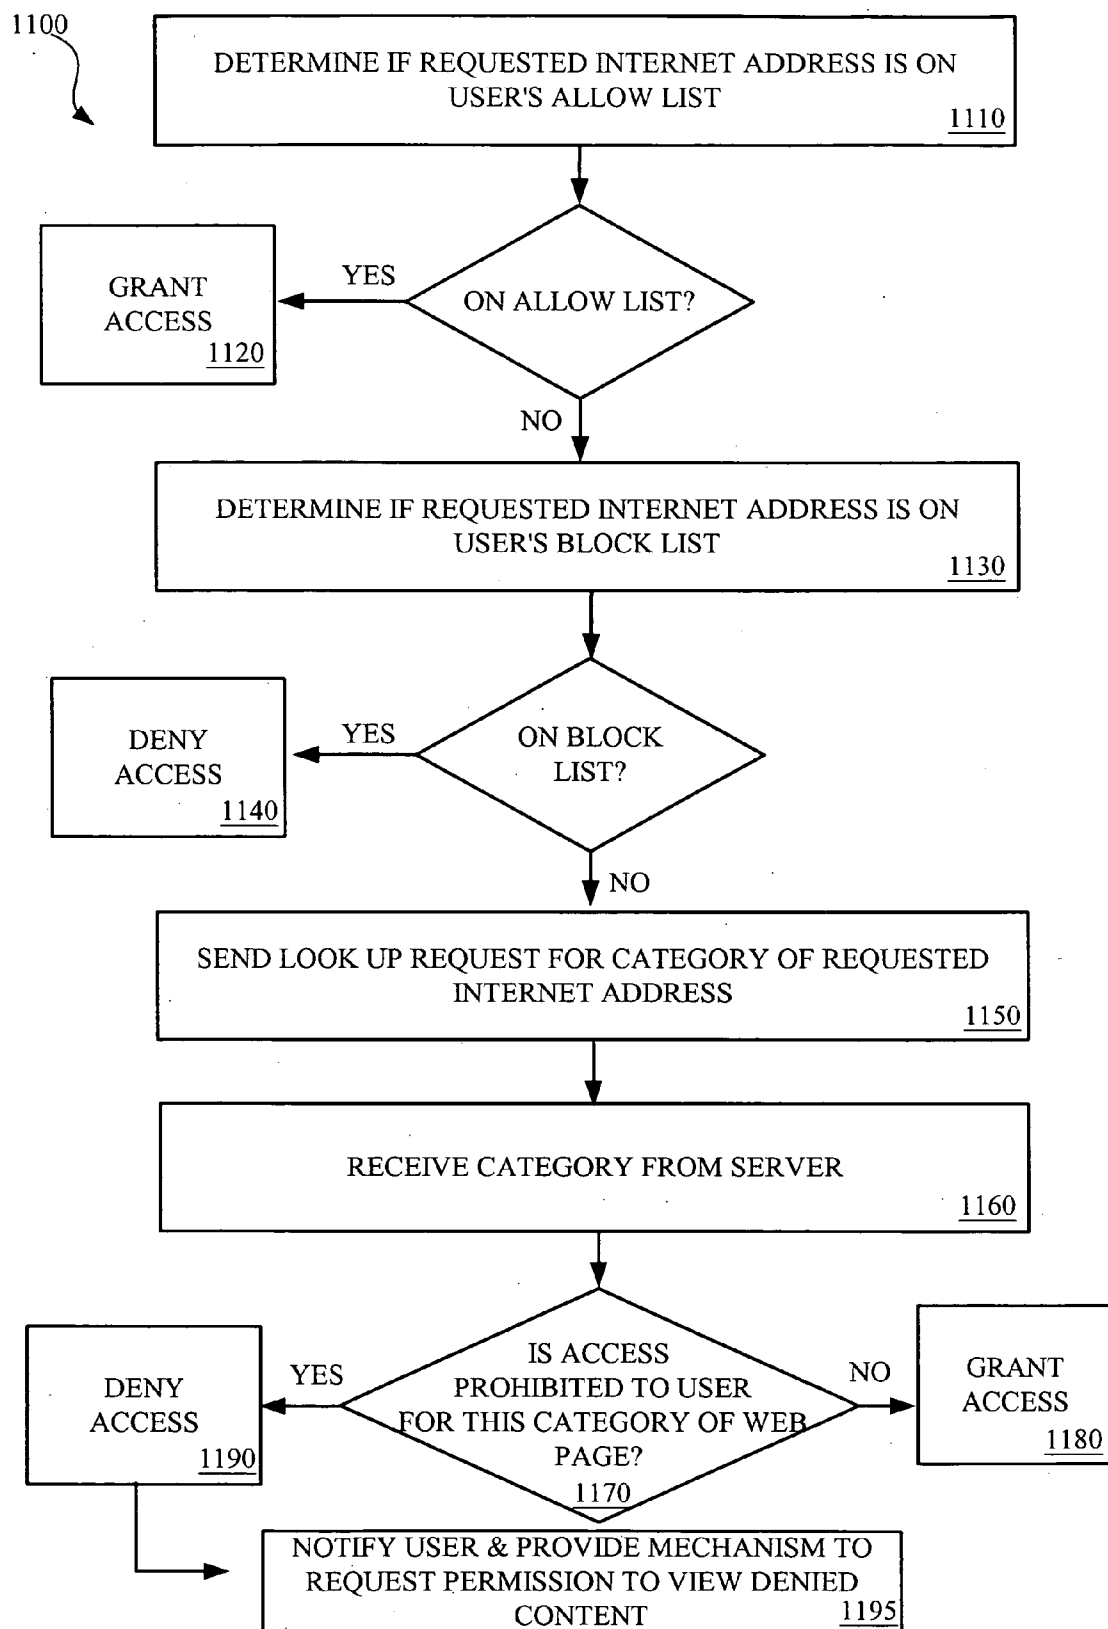 1100
DETERMINE IF REQUESTED INTERNET ADDRESS IS ON
USER'S ALLOW LIST
1110
ON ALLOW LIST?
YES
GRANT
ACCESS
1120
NO
DETERMINE IF REQUESTED INTERNET ADDRESS IS ON
USER'S BLOCK LIST
1130
ON BLOCK
LIST?
YES
DENY
ACCESS
1140
NO
SEND LOOK UP REQUEST FOR CATEGORY OF REQUESTED
INTERNET ADDRESS
1150
RECEIVE CATEGORY FROM SERVER
1160
IS ACCESS
PROHIBITED TO USER
FOR THIS CATEGORY OF WEB
PAGE?
1170
YES
DENY
ACCESS
1190
NO
GRANT
ACCESS
1180
NOTIFY USER & PROVIDE MECHANISM TO
REQUEST PERMISSION TO VIEW DENIED
CONTENT
1195